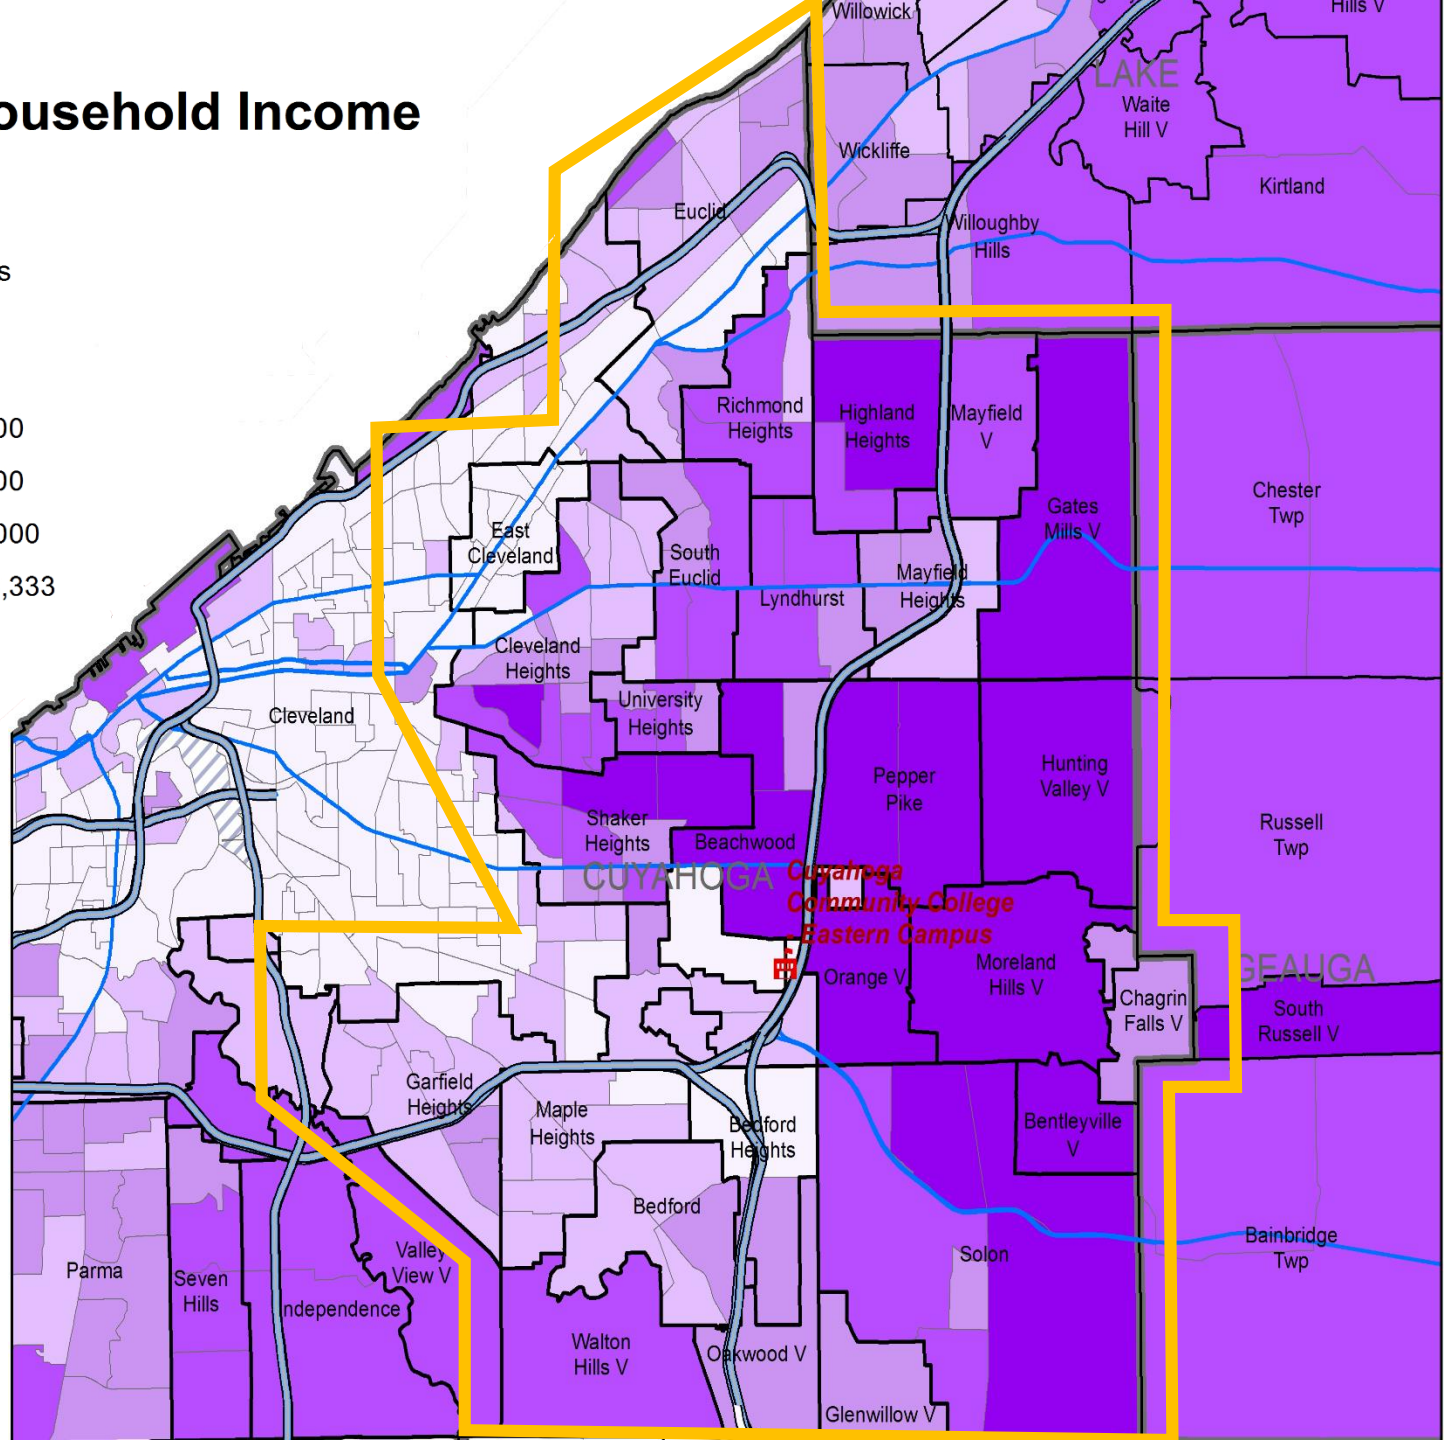 Willowick
Hills V
LAKE
ousehold Income
Waite
Hill V
Wickliffe
Kirtland
Euclid
Willoughby
Hills
s
Richmond
Heights
Highland
Heights
Mayfield
V
00
00
Chester
Twp
Gates
Mills V
000
East
Cleveland
South
Euclid
,333
Mayfield
Heights
Lyndhurst
Cleveland
Heights
University
Heights
Cleveland
Pepper
Pike
Hunting
Valley V
Shaker
Heights
Beachwood
Russell
Twp
CUYAHOGA
Cuyahoga
Community College
- Eastern Campus
Orange V
Moreland
Hills V
GEAUGA
Chagrin
Falls V
South
Russell V
Garfield
Heights
Maple
Heights
Bedford
Heights
Bentleyville
V
Bedford
Valley
View V
Solon
Bainbridge
Twp
Parma
Seven
Hills
ndependence
Walton
Hills V
Oakwood V
Glenwillow V